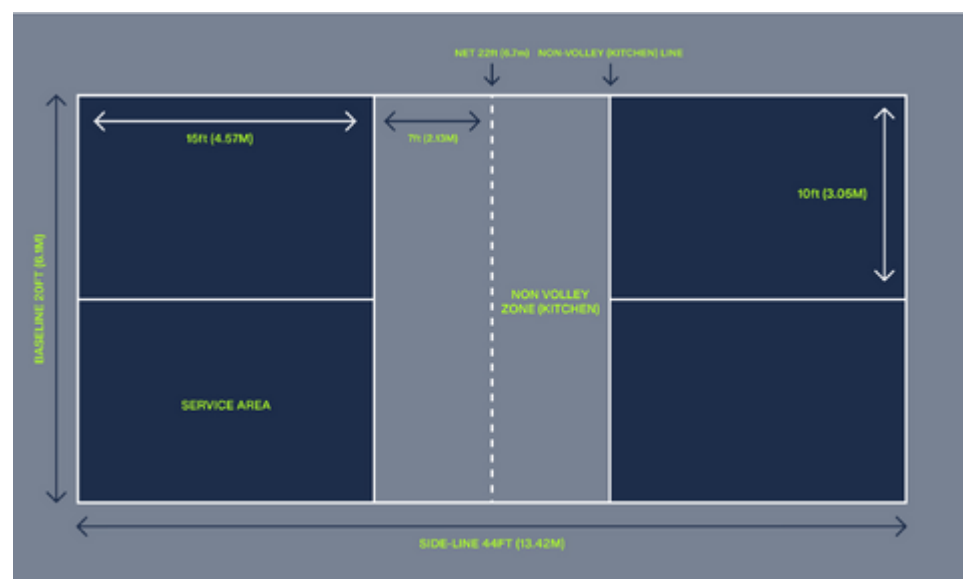 NET 22ft (6.7m) NON-VOLLEY (KITCHEN) LINE
15ft (4.57M)
7ft (2.13M)
10ft (3.05M)
BASELINE 20FT (6.1M)
NON VOLLEY
ZONE (KITCHEN)
SERVICE AREA
SIDE-LINE 44FT (13.42M)